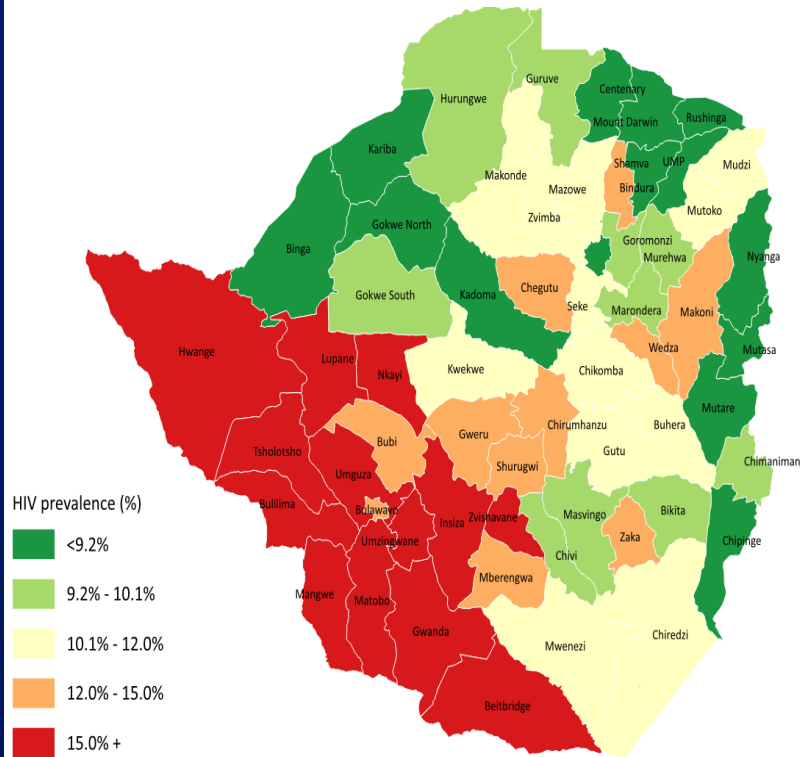 Centenary
Guruve
Hurungwe
Mount Darwin
Rushinga
Kariba
Shamva
UMP
Mudzi
Makonde
Mazowe
Bindura
Mutoko
Zvimba
Gokwe North
Goromonzi
Binga
Murehwa
Nyanga
Chegutu
Gokwe South
Kadoma
Seke
Marondera
Makoni
Hwange
Lupane
Wedza
Mutasa
Nkayi
Kwekwe
Chikomba
Mutare
Bubi
Gweru
Chirumhanzu
Buhera
Tsholotsho
Gutu
Chimaniman
Umguza
Shurugwi
HIV prevalence (%)
Bulilima
Bulawayo
Insiza
Zvishavane
Masvingo
Bikita
<9.2%
Umzingwane
Zaka
Chipinge
Chivi
Mberengwa
9.2% - 10.1%
Mangwe
Matobo
Gwanda
Chiredzi
10.1% - 12.0%
Mwenezi
12.0% - 15.0%
Beitbridge
15.0% +